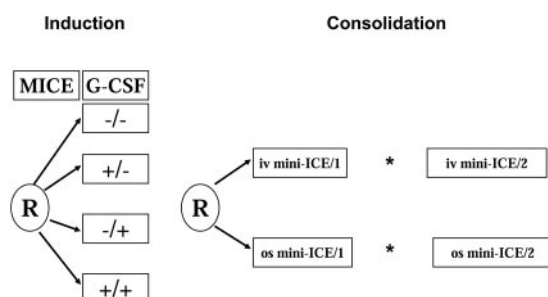 Induction
Consolidation
MICE G-CSF
-/-
+/-
R
-/+
+/+
R
iv mini-ICE/1 * iv mini-ICE/2
os mini-ICE/1 * os mini-ICE/2